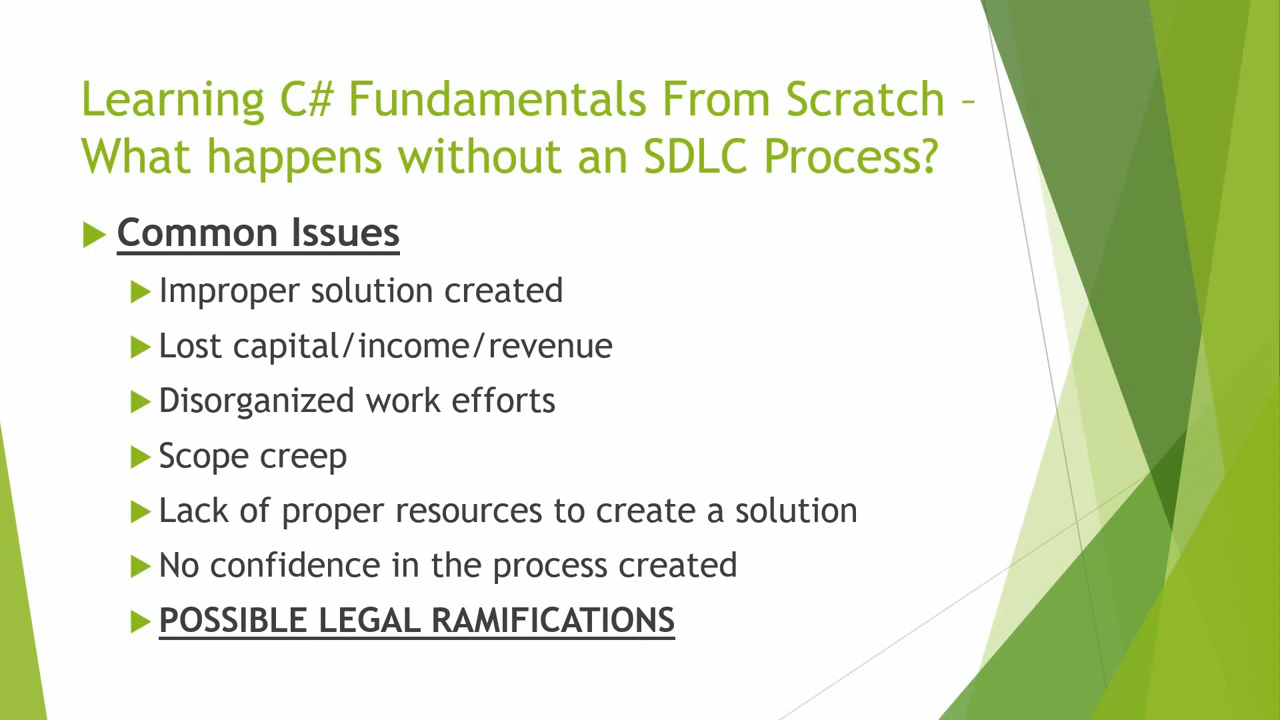 Learning C# Fundamentals From Scratch –
What happens without an SDLC Process?
Common Issues
Improper solution created
Lost capital/income/revenue
Disorganized work efforts
Scope creep
Lack of proper resources to create a solution
No confidence in the process created
POSSIBLE LEGAL RAMIFICATIONS